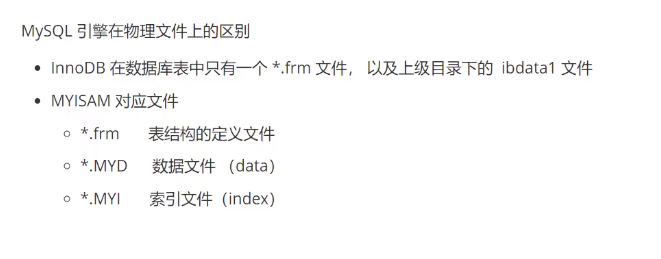 MySQL 引擎在物理文件上的区别
InnoDB 在数据库表中只有一个 *.frm 文件， 以及上级目录下的 ibdata1 文件
MYISAM 对应文件
*.frm 表结构的定义文件
*.MYD 数据文件 （data）
*.MYI 索引文件（index）